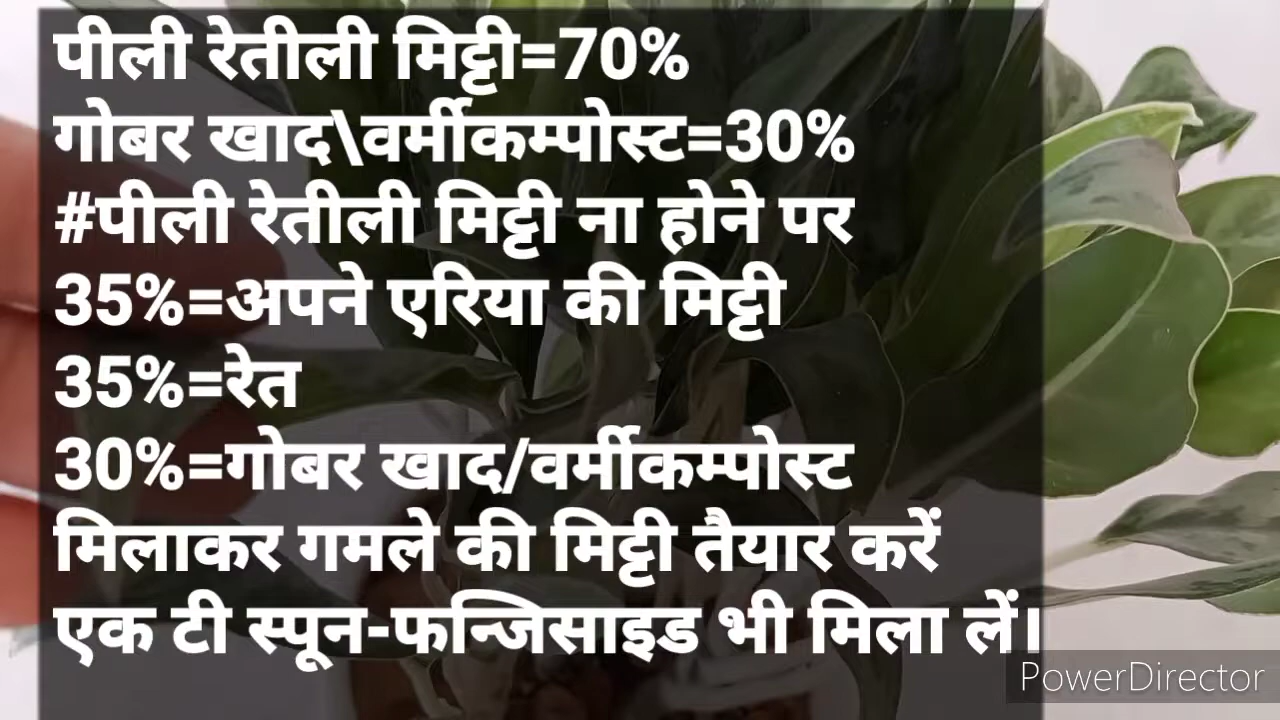 पीली रेतीली मिट्टी=70%
गोबर खाद\वर्मीकम्पोस्ट=30%
#पीली रेतीली मिट्टी ना होने पर
35%=अपने एरिया की मिट्टी
35%=रेत
30%=गोबर खाद/वर्मीकम्पोस्ट
मिलाकर गमले की मिट्टी तैयार करें
एक टी स्पून-फन्जिसाइड भी मिला लें।
PowerDirector